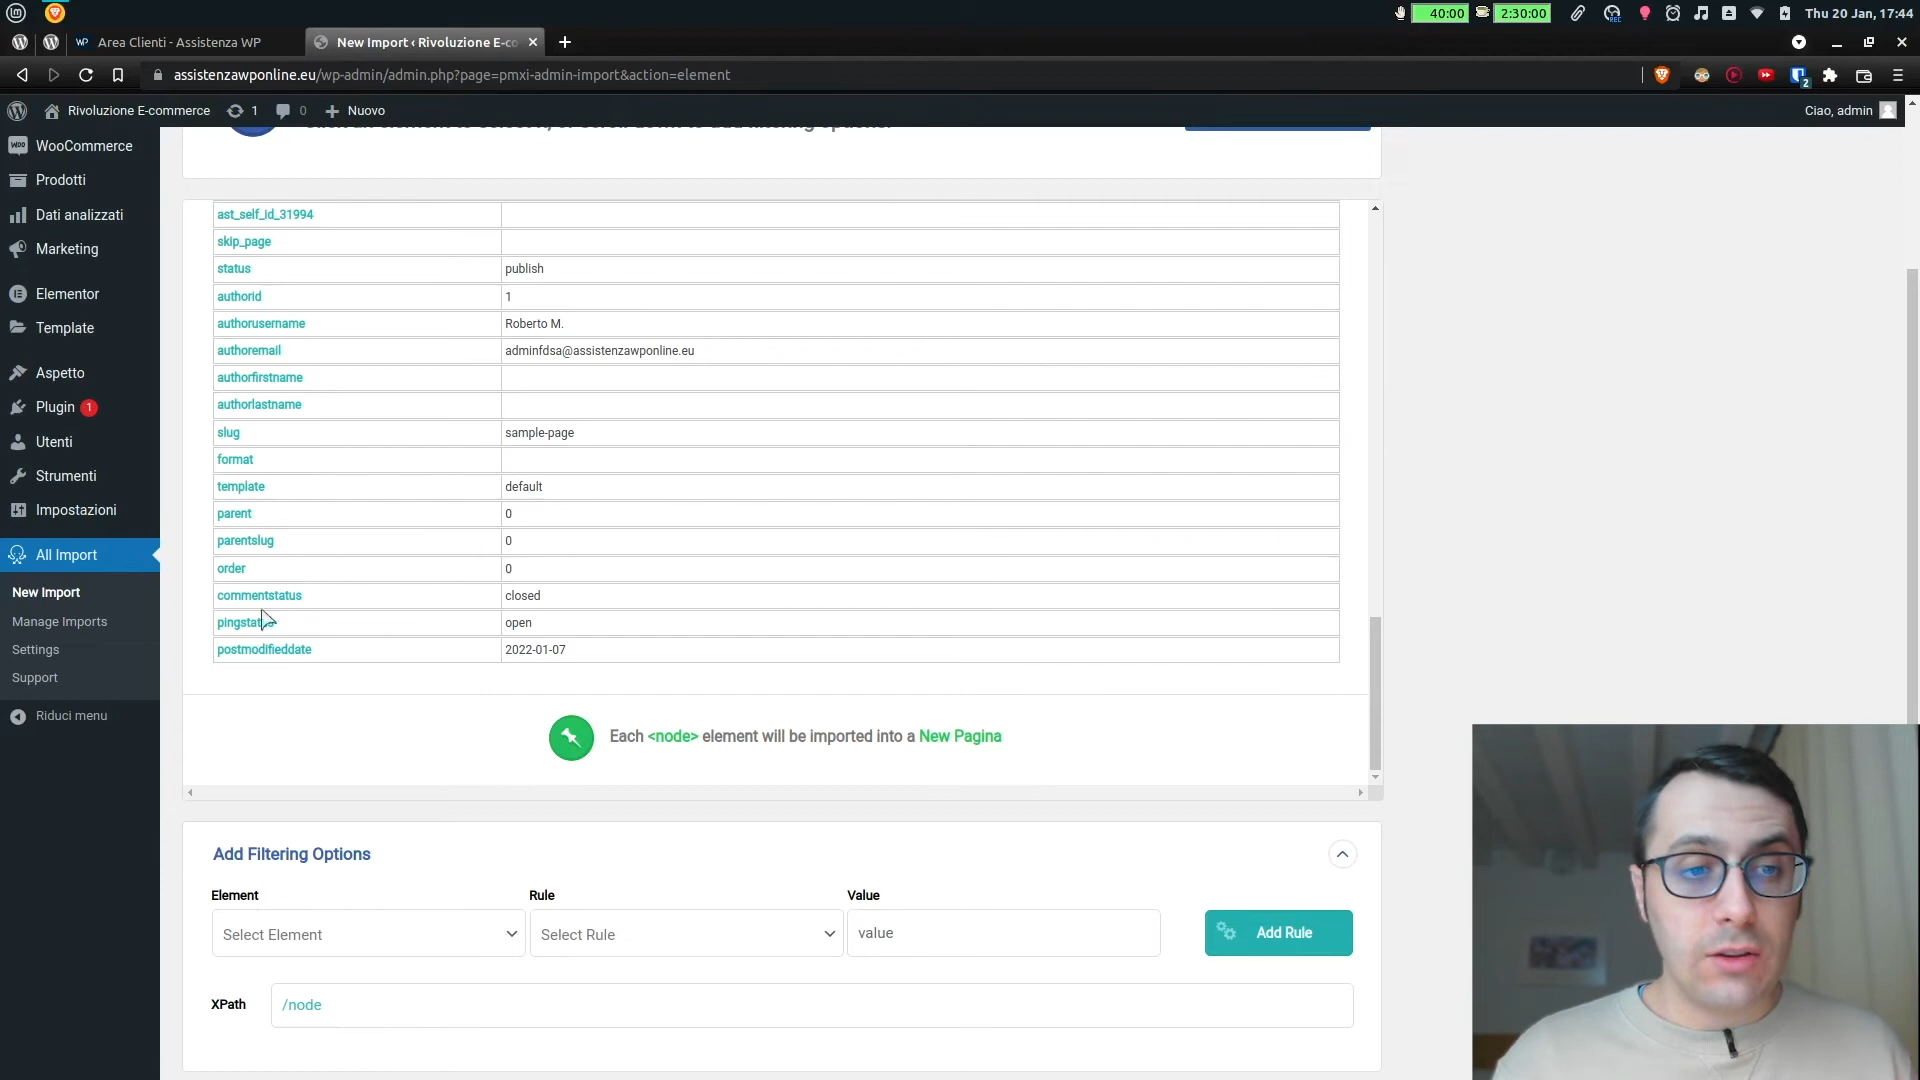 40:00
2:30:00
Thu 20 Jan, 17:44
WP Area Clienti - Assistenza WP
New Import ‹ Rivoluzione E-co
assistenzawponline.eu/wp-admin/admin.php?page=pmxi-admin-import&action=element
2
Rivoluzione E-commerce
1
0
Nuovo
Ciao, admin
WooCommerce
Prodotti
Dati analizzati
Marketing
Elementor
Template
Aspetto
Plugin 1
Utenti
Strumenti
Impostazioni
All Import
New Import
Manage Imports
Settings
Support
Riduci menu
ast_self_id_31994
skip_page
status publish
authorid 1
authorusername Roberto M.
authoremail adminfdsa@assistenzawponline.eu
authorfirstname
authorlastname
slug sample-page
format
template default
parent 0
parentslug 0
order 0
commentstatus closed
open
postmodifieddate 2022-01-07
Each <node> element will be imported into a New Pagina
Add Filtering Options
Element Rule Value
Select Element Select Rule value Add Rule
XPath /node